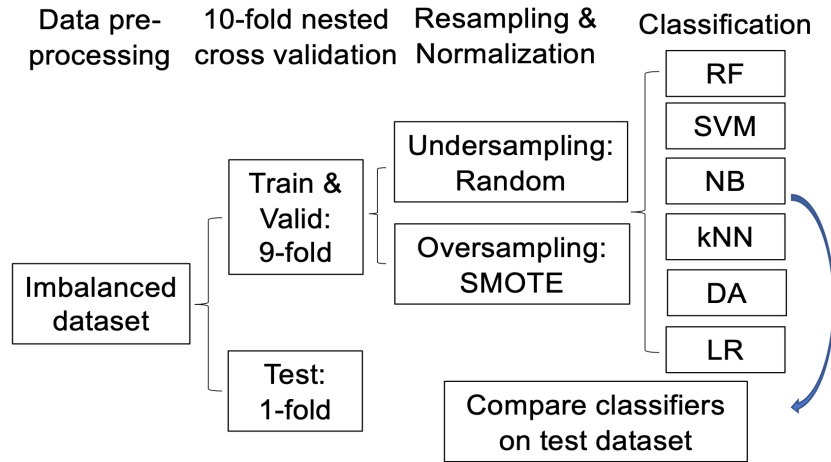 Data pre-
processing
10-fold nested
cross validation
Resampling &
Normalization
Classification
Imbalanced
dataset
Train &
Valid:
9-fold
Test:
1-fold
Undersampling:
Random
Oversampling:
SMOTE
RF
SVM
NB
kNN
DA
LR
Compare classifiers
on test dataset